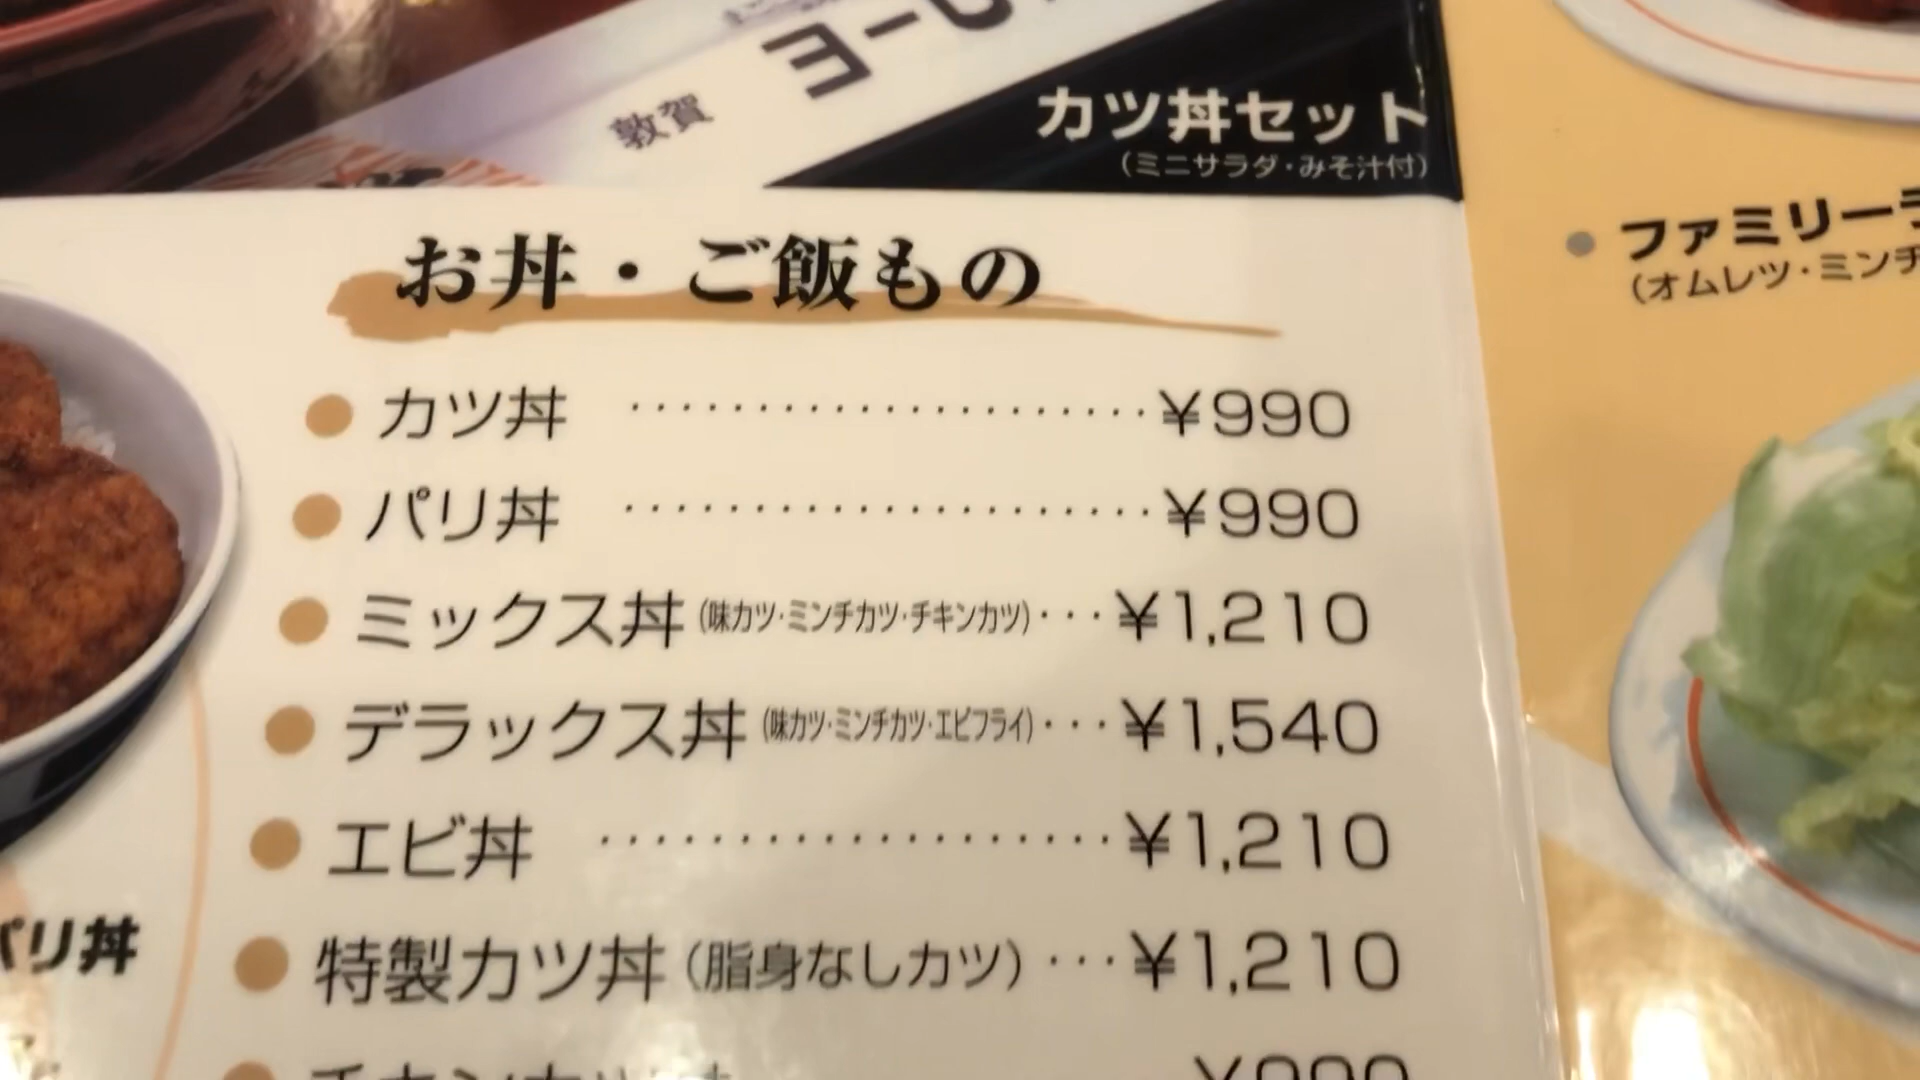 敦賀 ヨーロ
カツ丼セット
(ミニサラダ・みそ汁付)
お丼・ご飯もの
カツ丼 ····················· ¥990
パリ丼 ····················· ¥990
ミックス丼 (味カツ・ミンチカツ・チキンカツ)··· ¥1,210
デラックス丼 (味カツ・ミンチカツ・エビフライ)··· ¥1,540
エビ丼 ····················· ¥1,210
特製カツ丼 (脂身なしカツ)··· ¥1,210
パリ丼
ファミリー
(オムレツ・ミンチ